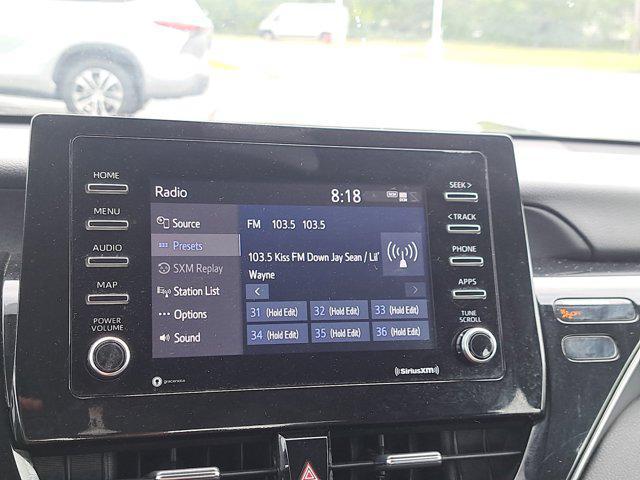 HOME
MENU
AUDIO
MAP
POWER
VOLUME
Radio
8:18
Source
Presets
SXM Replay
Station List
Options
Sound
FM 103.5 103.5
103.5 Kiss FM Down Jay Sean / Lil'
Wayne
31 (Hold Edit) 32 (Hold Edit) 33 (Hold Edit)
34 (Hold Edit) 35 (Hold Edit) 36 (Hold Edit)
SEEK >
< TRACK
PHONE
APPS
TUNE
SCROLL
gracenote
((SiriusXM))